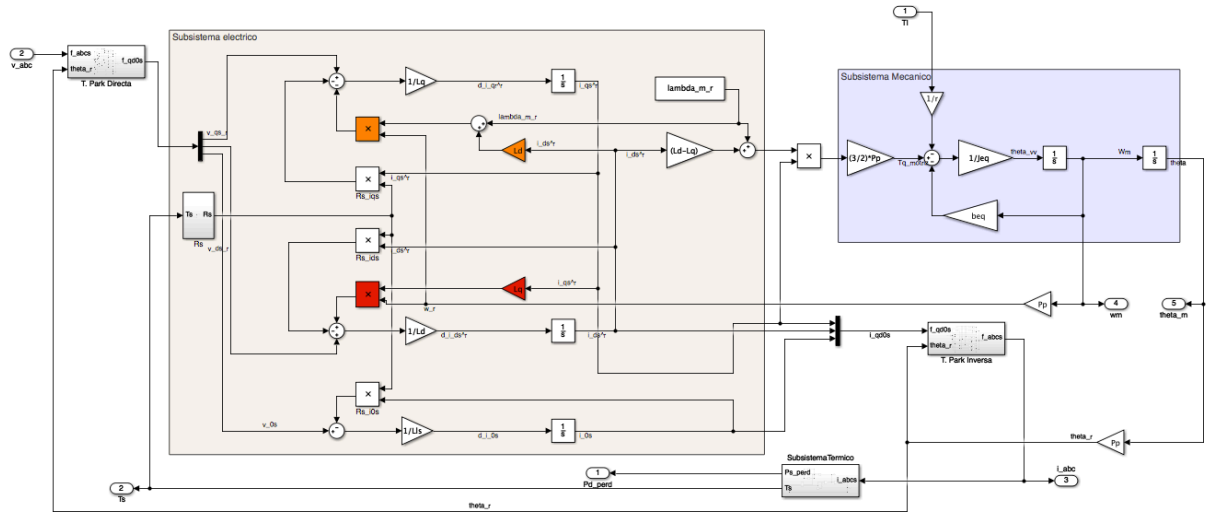 1
Tl
Subsistema electrico
Subsistema Mecanico
2
v_abc
f_abcs
theta_r
f_qd0s
T. Park Directa
1/Lq
d_i_qr^r
1
s
i_qs^r
lambda_m_r
1/r
v_qs_r
×
lambda_m_r
Ld
i_ds^r
i_ds^r
(Ld-Lq)
×
(3/2)*Pp
1/Jeq
theta_vv
1
s
Wm
1
s
theta
×
Rs_iqs
i_qs^r
beq
Ts
Rs
Rs
v_ds_r
×
Rs_ids
i_ds^r
×
Lq
i_qs^r
w_r
Pp
4
wm
5
theta_m
1/Ld
d_i_ds^r
1
s
i_ds^r
i_qd0s
f_qd0s
theta_r
f_abcs
T. Park Inversa
×
Rs_i0s
v_0s
1/Lls
d_i_0s
1
s
i_0s
theta_r
Pp
SubsistemaTermico
1
Pd_perd
Ps_perd
Ts
i_abcs
i_abc
3
2
Ts
theta_r